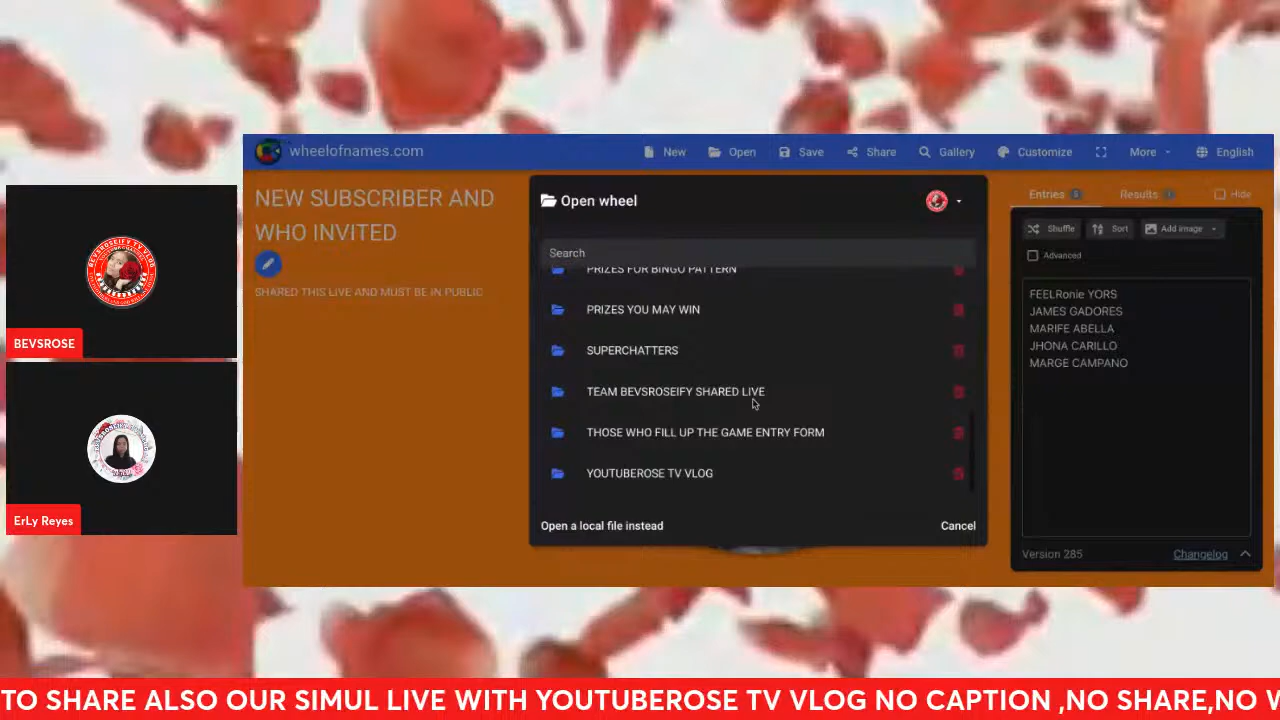 wheelofnames.com
New
Open
Save
Share
Gallery
Customize
More
English
NEW SUBSCRIBER AND
WHO INVITED
SHARED THIS LIVE AND MUST BE IN PUBLIC
Open wheel
Search
PRIZES FOR BINGO PATTERN
PRIZES YOU MAY WIN
SUPERCHATTERS
TEAM BEVSROSEIFY SHARED LIVE
THOSE WHO FILL UP THE GAME ENTRY FORM
YOUTUBEROSE TV VLOG
Open a local file instead
Cancel
Entries 5
Results
Hide
Shuffle
Sort
Add image
Advanced
FEELRonie YORS
JAMES GADORES
MARIFE ABELLA
JHONA CARILLO
MARGE CAMPANO
Version 285
Changelog
BEVSROSEIFY TV VLOG
BEVSROSE
ErLy Reyes
TO SHARE ALSO OUR SIMUL LIVE WITH YOUTUBEROSE TV VLOG NO CAPTION ,NO SHARE,NO W